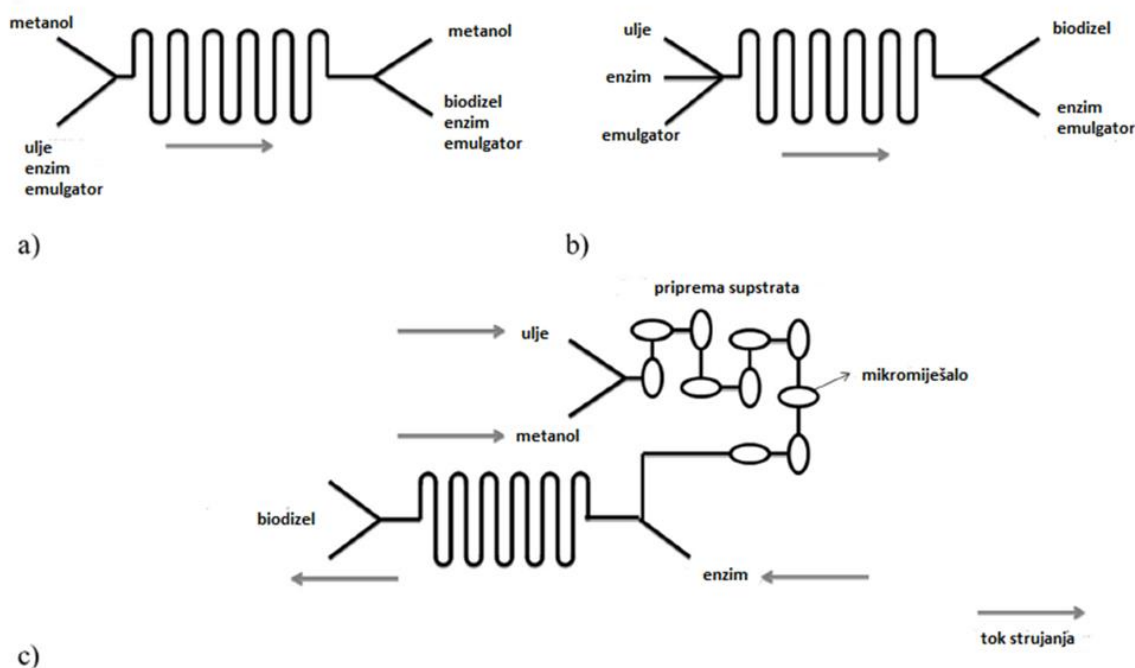 metanol
metanol
ulje
enzim
emulgator
biodizel
enzim
emulgator
a)
ulje
enzim
emulgator
biodizel
enzim
emulgator
b)
priprema supstrata
ulje
mikromiješalo
metanol
biodizel
enzim
tok strujanja
c)